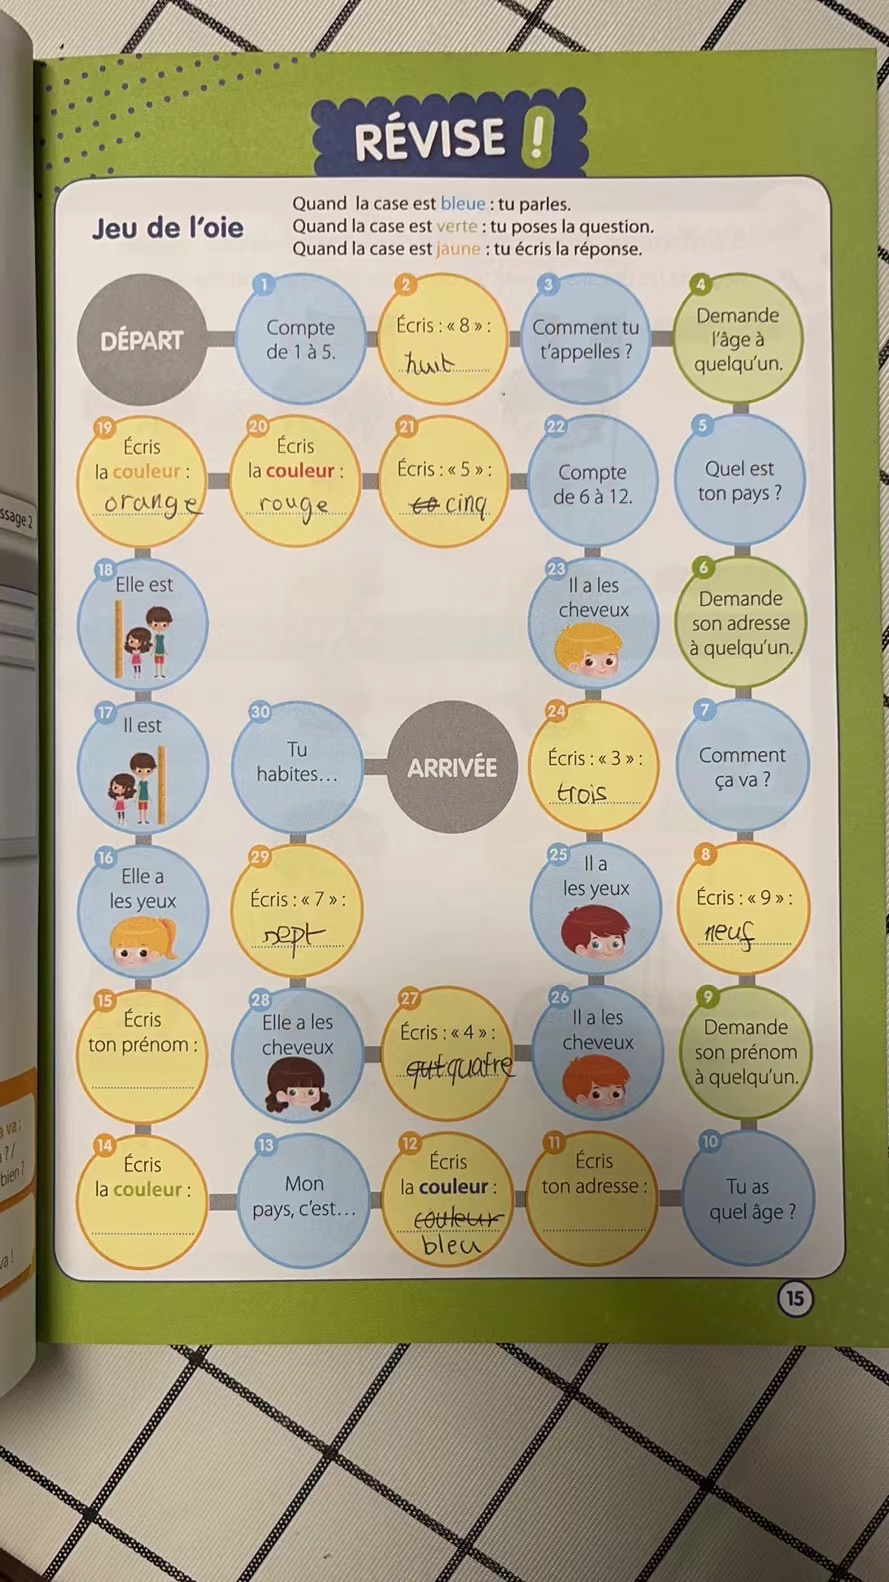 RÉVISE !
Jeu de l'oie
Quand la case est bleue : tu parles.
Quand la case est verte : tu poses la question.
Quand la case est jaune : tu écris la réponse.
DÉPART
1
Compte
de 1 à 5.
2
Écris : « 8 » :
huit
3
Comment tu
t'appelles ?
4
Demande
l'âge à
quelqu'un.
19
Écris
la couleur :
orange
20
Écris
la couleur :
rouge
21
Écris : « 5 » :
cinq
22
Compte
de 6 à 12.
5
Quel est
ton pays ?
18
Elle est
23
Il a les
cheveux
6
Demande
son adresse
à quelqu'un.
17
Il est
30
Tu
habites...
ARRIVÉE
24
Écris : « 3 » :
trois
7
Comment
ça va ?
16
Elle a
les yeux
29
Écris : « 7 » :
sept
25
Il a
les yeux
8
Écris : « 9 » :
neuf
15
Écris
ton prénom :
28
Elle a les
cheveux
27
Écris : « 4 » :
qut quatre
26
Il a les
cheveux
9
Demande
son prénom
à quelqu'un.
14
Écris
la couleur :
13
Mon
pays, c'est...
12
Écris
la couleur :
couleur
bleu
11
Écris
ton adresse :
10
Tu as
quel âge ?
15
ssage 2
va :
? /
bien ?
va !